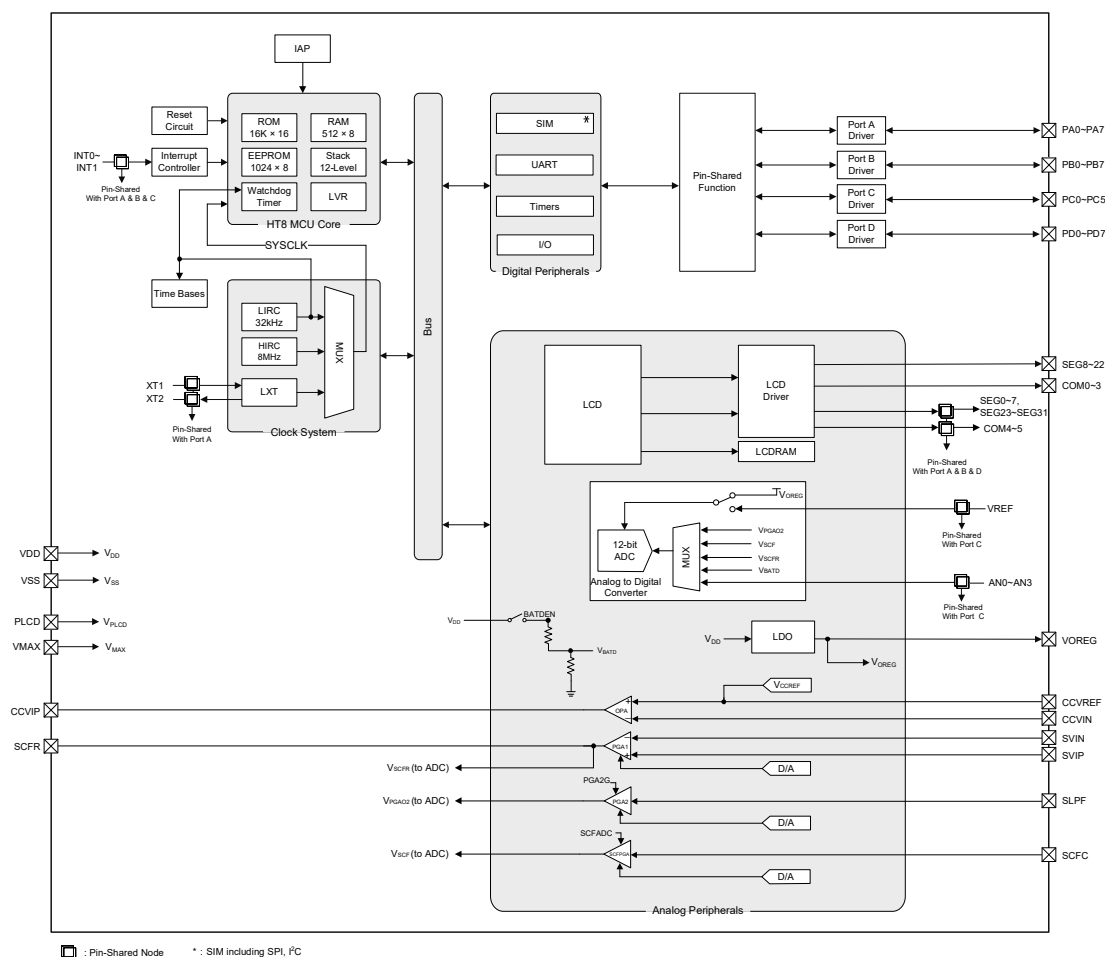 IAP
Reset
Circuit
ROM
16K × 16
RAM
512 × 8
INT0~
INT1
Interrupt
Controller
EEPROM
1024 × 8
Stack
12-Level
Pin-Shared
With Port A & B & C
Watchdog
Timer
LVR
HT8 MCU Core
SYSCLK
Time Bases
LIRC
32kHz
HIRC
8MHz
LXT
MUX
XT1
XT2
Pin-Shared
With Port A
Clock System
Bus
SIM
*
UART
Timers
I/O
Digital Peripherals
Pin-Shared
Function
Port A
Driver
Port B
Driver
Port C
Driver
Port D
Driver
PA0~PA7
PB0~PB7
PC0~PC5
PD0~PD7
LCD
LCD
Driver
LCDRAM
SEG8~22
COM0~3
SEG0~7,
SEG23~SEG31
COM4~5
Pin-Shared
With Port A & B & D
VOREG
12-bit
ADC
MUX
VPGAO2
VSCF
VSCFR
VBATD
Analog to Digital
Converter
VREF
Pin-Shared
With Port C
AN0~AN3
Pin-Shared
With Port C
VDD
VDD
VSS
VSS
PLCD
VPLCD
VMAX
VMAX
VDD
BATDEN
VBATD
VDD
LDO
VOREG
VOREG
VCCREF
CCVIP
OPA
+
−
CCVREF
CCVIN
SCFR
PGA1
−
+
SVIN
SVIP
VSCFR (to ADC)
D/A
PGA2G
VPGAO2 (to ADC)
PGA2
SLPF
D/A
SCFADC
VSCF (to ADC)
SCFPGA
SCFC
D/A
Analog Peripherals
: Pin-Shared Node
* : SIM including SPI, I²C